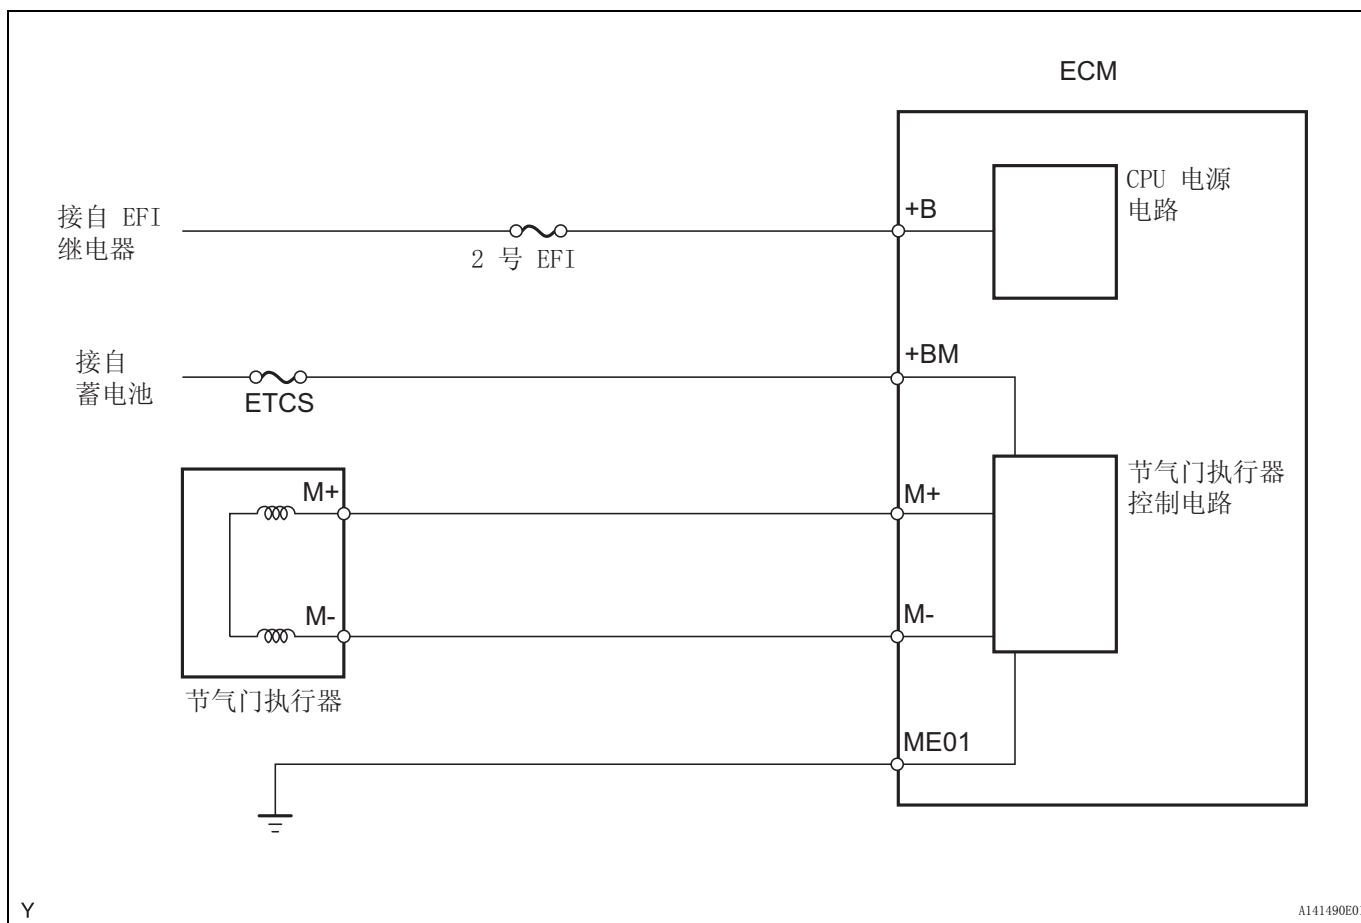 ECM
CPU 电源
电路
+B
接自 EFI
继电器
2 号 EFI
+BM
接自
蓄电池
ETCS
M+
M+
节气门执行器
控制电路
M-
M-
节气门执行器
ME01
Y
A141490E01